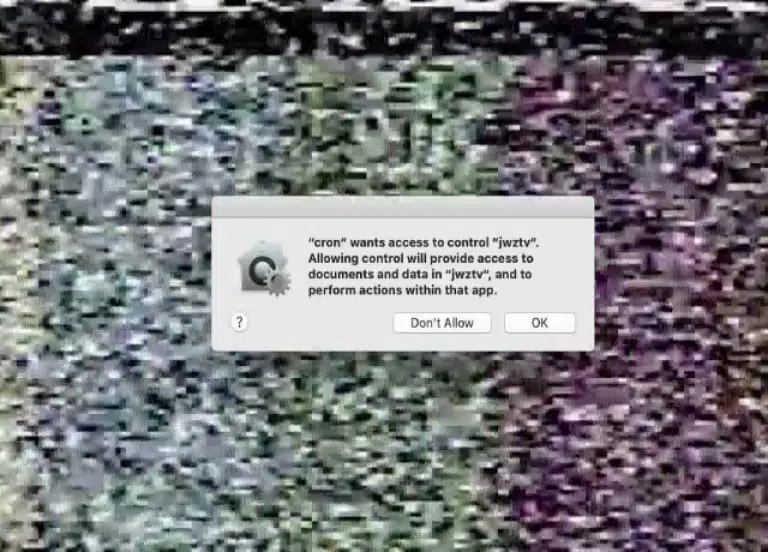 "cron" wants access to control "jwztv".
Allowing control will provide access to
documents and data in "jwztv", and to
perform actions within that app.
?
Don't Allow
OK